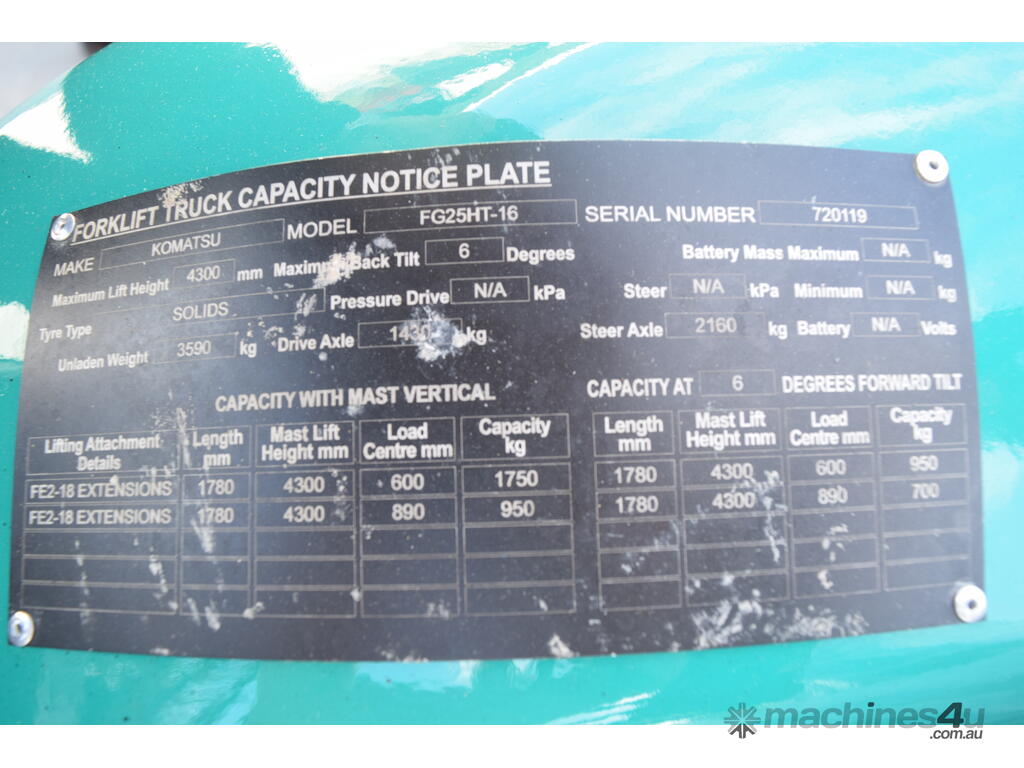 FORKLIFT TRUCK CAPACITY NOTICE PLATE
MAKE KOMATSU MODEL FG25HT-16 SERIAL NUMBER 720119
Maximum Lift Height 4300 mm Maximum Back Tilt 6 Degrees Battery Mass Maximum N/A kg
Tyre Type SOLIDS Pressure Drive N/A kPa Steer N/A kPa Minimum N/A kg
Unladen Weight 3590 kg Drive Axle 1430 kg Steer Axle 2160 kg Battery N/A Volts
CAPACITY WITH MAST VERTICAL CAPACITY AT 6 DEGREES FORWARD TILT
Lifting Attachment Length Mast Lift Load Capacity Length Mast Lift Load Capacity
Details mm Height mm Centre mm kg mm Height mm Centre mm kg
FE2-18 EXTENSIONS 1780 4300 600 1750 1780 4300 600 950
FE2-18 EXTENSIONS 1780 4300 890 950 1780 4300 890 700
machines4u
.com.au